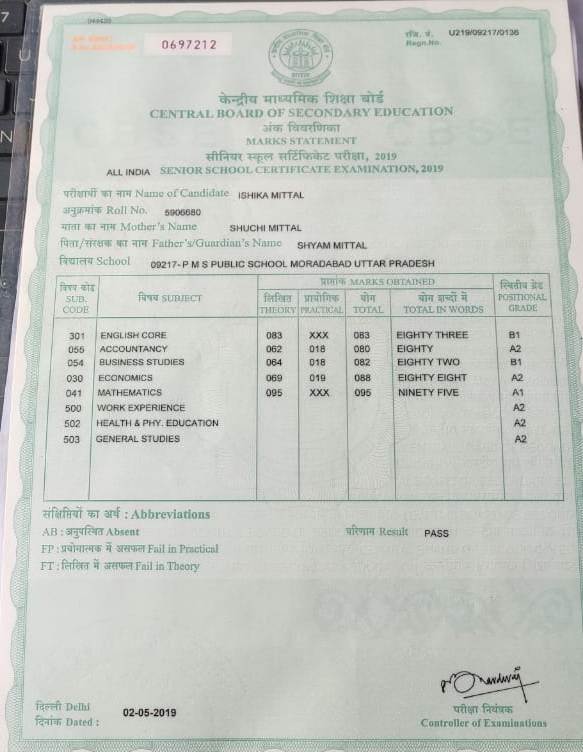 0697212
रजि. नं. U219/09217/0136
Regn.No.
भारत
केन्द्रीय माध्यमिक शिक्षा बोर्ड
CENTRAL BOARD OF SECONDARY EDUCATION
अंक विवरणिका
MARKS STATEMENT
सीनियर स्कूल सर्टिफिकेट परीक्षा, 2019
ALL INDIA SENIOR SCHOOL CERTIFICATE EXAMINATION, 2019
परीक्षार्थी का नाम Name of Candidate ISHIKA MITTAL
अनुक्रमांक Roll No. 5906680
माता का नाम Mother's Name SHUCHI MITTAL
पिता/संरक्षक का नाम Father's/Guardian's Name SHYAM MITTAL
विद्यालय School 09217-P M S PUBLIC SCHOOL MORADABAD UTTAR PRADESH
विषय कोड SUB. CODE विषय SUBJECT प्राप्तांक MARKS OBTAINED स्थितीय ग्रेड POSITIONAL GRADE
लिखित THEORY प्रायोगिक PRACTICAL योग TOTAL योग शब्दों में TOTAL IN WORDS
301 ENGLISH CORE 083 XXX 083 EIGHTY THREE B1
055 ACCOUNTANCY 062 018 080 EIGHTY A2
054 BUSINESS STUDIES 064 018 082 EIGHTY TWO B1
030 ECONOMICS 069 019 088 EIGHTY EIGHT A2
041 MATHEMATICS 095 XXX 095 NINETY FIVE A1
500 WORK EXPERIENCE A2
502 HEALTH & PHY. EDUCATION A2
503 GENERAL STUDIES A2
संक्षिप्तियों का अर्थ : Abbreviations
AB : अनुपस्थित Absent परिणाम Result PASS
FP : प्रयोगात्मक में असफल Fail in Practical
FT : लिखित में असफल Fail in Theory
दिल्ली Delhi
दिनांक Dated : 02-05-2019
परीक्षा नियंत्रक
Controller of Examinations